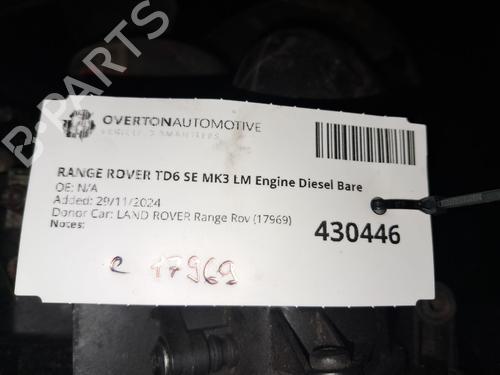 B-PARTS
OVERTONAUTOMOTIVE
VEHICLE DISMANTLERS
RANGE ROVER TD6 SE MK3 LM Engine Diesel Bare
OE: N/A
Added: 29/11/2024
Donor Car: LAND ROVER Range Rov (17969)
Notes:
430446
e 17969